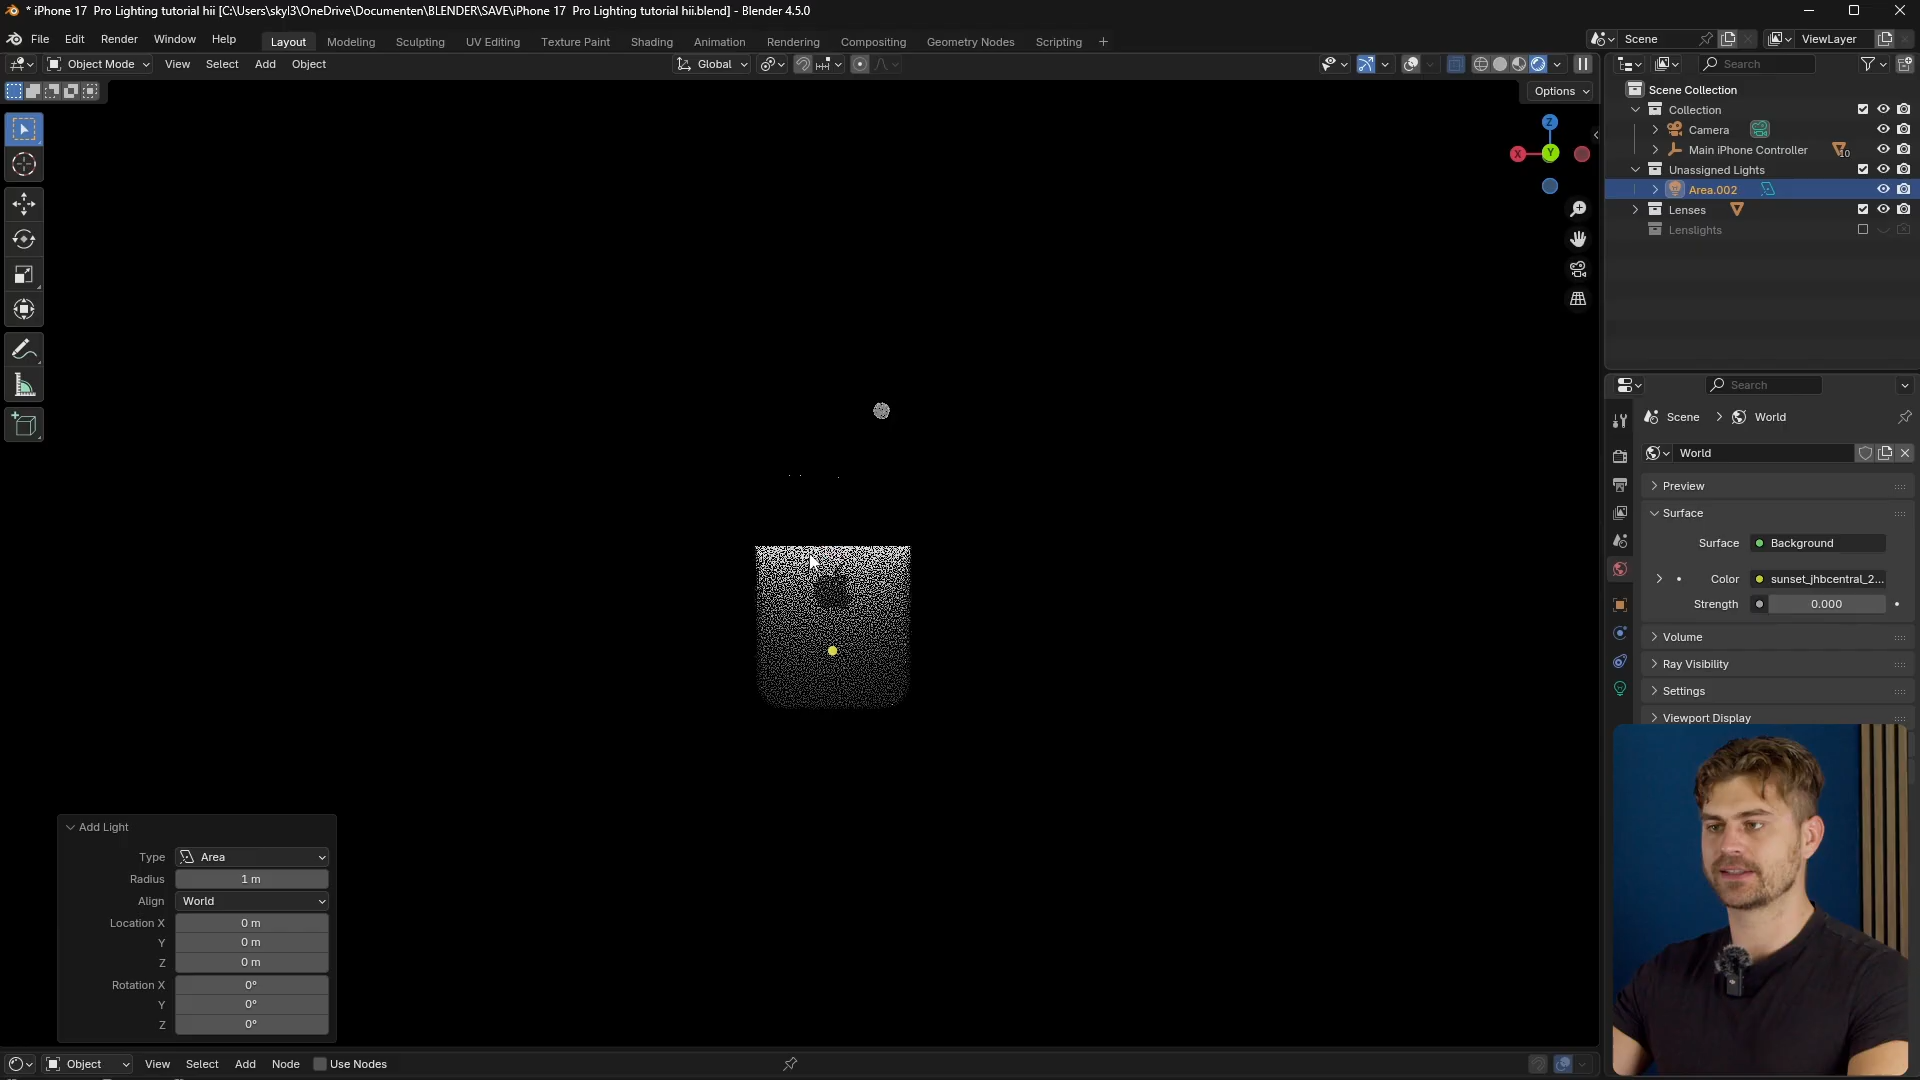 * iPhone 17  Pro Lighting tutorial hii [C:\Users\skyl3\OneDrive\Documenten\BLENDER\SAVE\iPhone 17  Pro Lighting tutorial hii.blend] - Blender 4.5.0
File Edit Render Window Help Layout Modeling Sculpting UV Editing Texture Paint Shading Animation Rendering Compositing Geometry Nodes Scripting + Scene ViewLayer
Object Mode View Select Add Object Global Search
Options
Scene Collection
Collection
Camera
Main iPhone Controller 10
Unassigned Lights
Area.002
Lenses
Lenslights
Z
X Y
Search
Scene > World
World
Preview
Surface
Surface Background
Color sunset_jhbcentral_2...
Strength 0.000
Volume
Ray Visibility
Settings
Viewport Display
Add Light
Type Area
Radius 1 m
Align World
Location X 0 m
Y 0 m
Z 0 m
Rotation X 0°
Y 0°
Z 0°
Object View Select Add Node Use Nodes